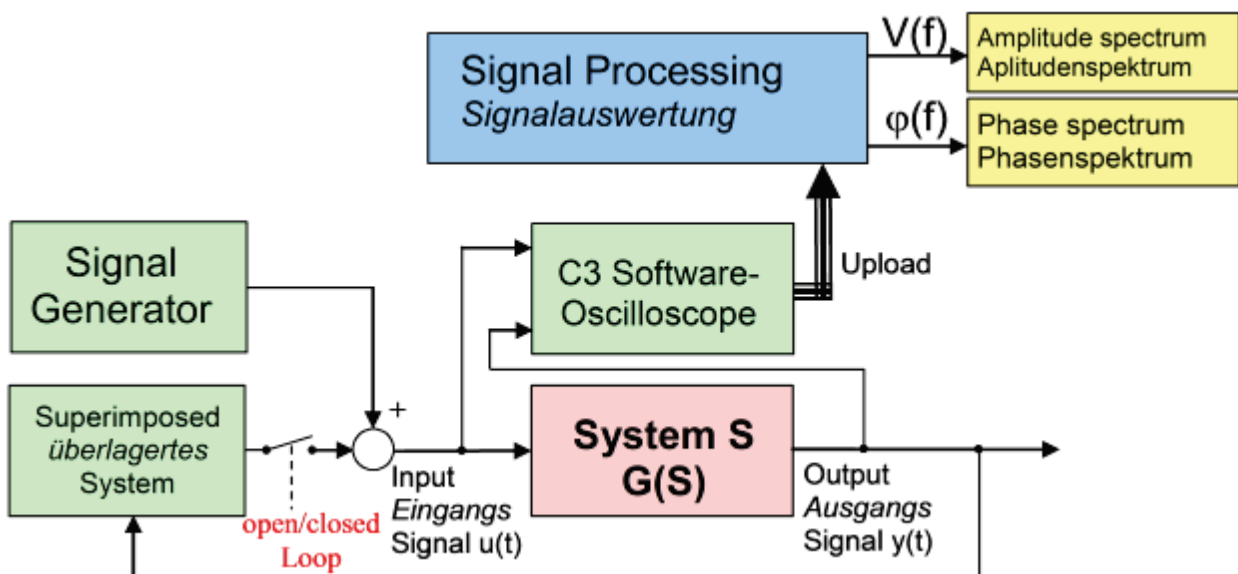 Signal Processing
Signalauswertung
V(f)
Amplitude spectrum
Aplitudenspektrum
φ(f)
Phase spectrum
Phasenspektrum
Signal
Generator
C3 Software-
Oscilloscope
Upload
Superimposed
überlagertes
System
open/closed
Loop
+
Input
Eingangs
Signal u(t)
System S
G(S)
Output
Ausgangs
Signal y(t)